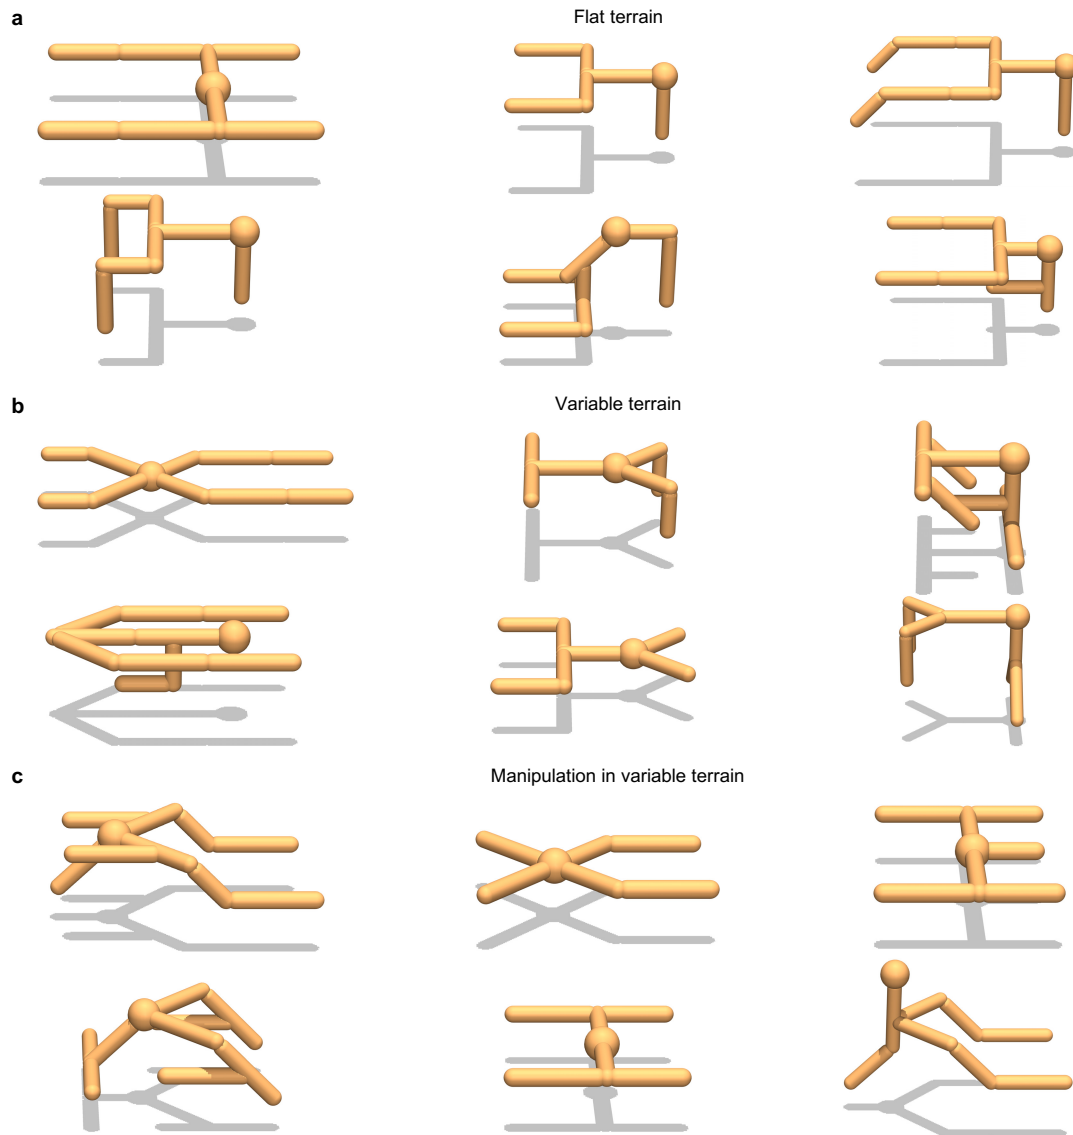 a
Flat terrain
b
Variable terrain
c
Manipulation in variable terrain